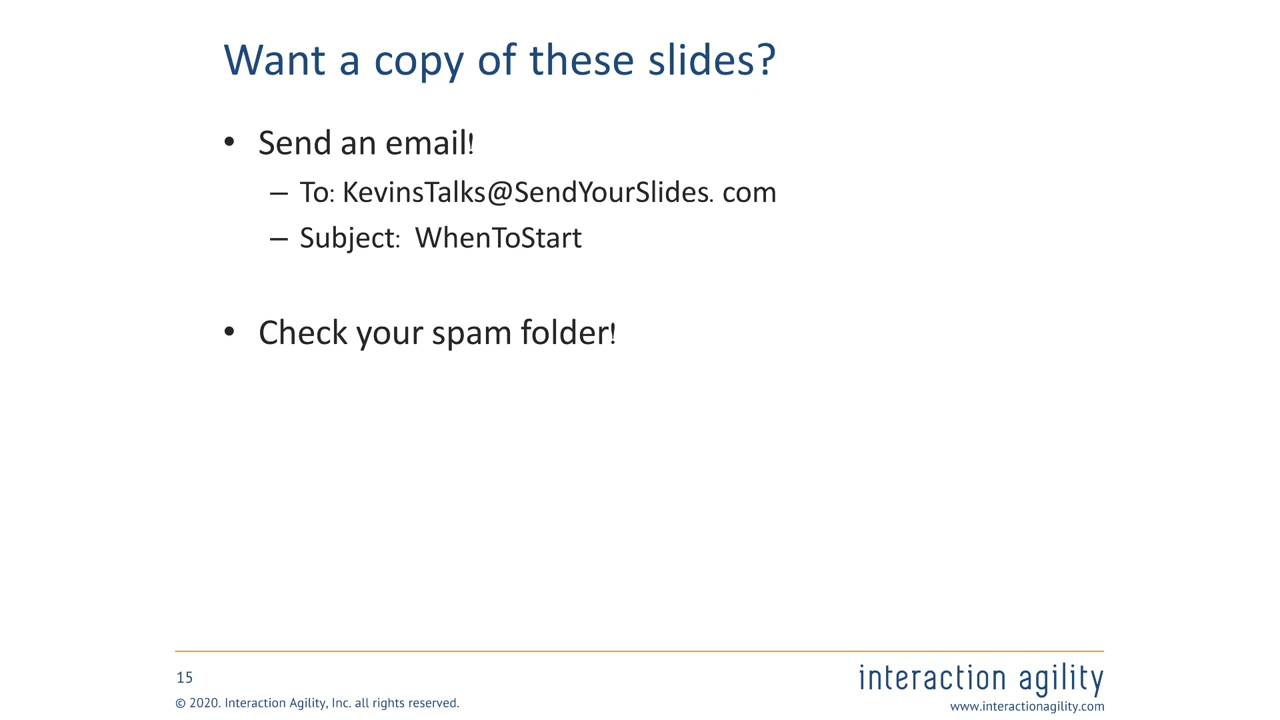 Want a copy of these slides?
• Send an email!
– To: KevinsTalks@SendYourSlides. com
– Subject: WhenToStart
• Check your spam folder!
15
© 2020. Interaction Agility, Inc. all rights reserved.
interaction agility
www.interactionagility.com